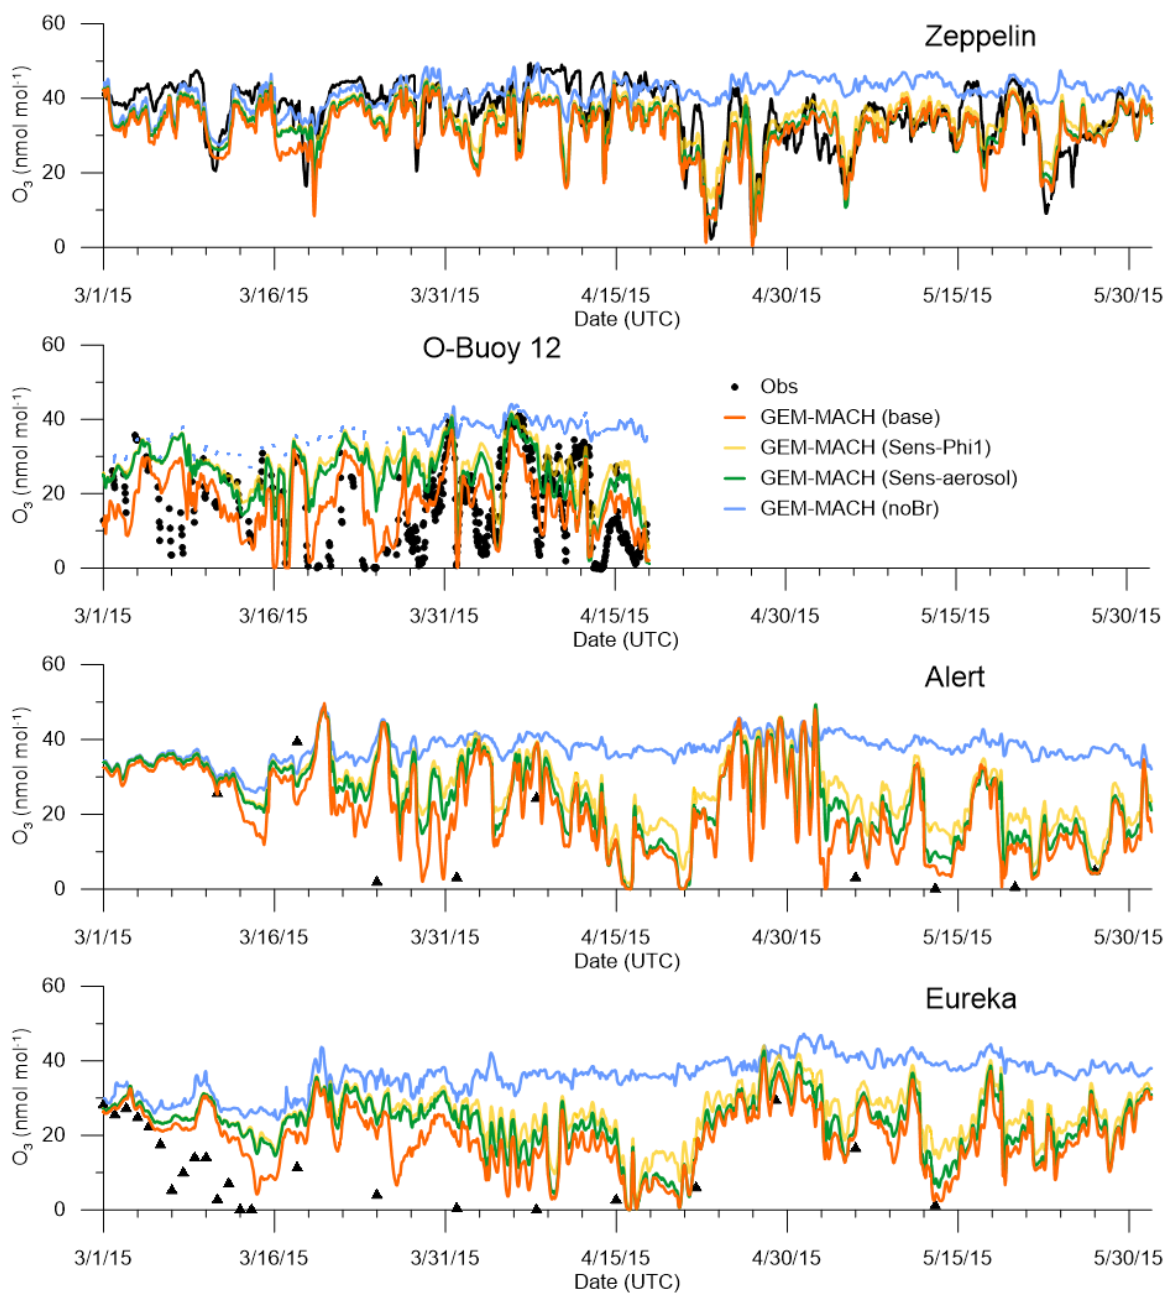 Zeppelin
O₃ (nmol mol⁻¹)
60
40
20
0
3/1/15 3/16/15 3/31/15 4/15/15 4/30/15 5/15/15 5/30/15
Date (UTC)
O-Buoy 12
O₃ (nmol mol⁻¹)
60
40
20
0
Obs
GEM-MACH (base)
GEM-MACH (Sens-Phi1)
GEM-MACH (Sens-aerosol)
GEM-MACH (noBr)
3/1/15 3/16/15 3/31/15 4/15/15 4/30/15 5/15/15 5/30/15
Date (UTC)
Alert
O₃ (nmol mol⁻¹)
60
40
20
0
3/1/15 3/16/15 3/31/15 4/15/15 4/30/15 5/15/15 5/30/15
Date (UTC)
Eureka
O₃ (nmol mol⁻¹)
60
40
20
0
3/1/15 3/16/15 3/31/15 4/15/15 4/30/15 5/15/15 5/30/15
Date (UTC)